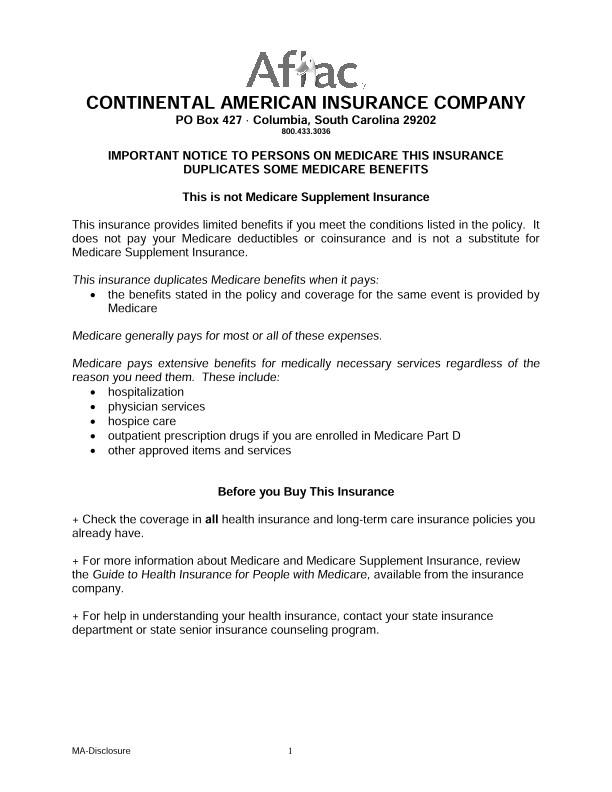 Aflac
CONTINENTAL AMERICAN INSURANCE COMPANY
PO Box 427 · Columbia, South Carolina 29202
800.433.3036
IMPORTANT NOTICE TO PERSONS ON MEDICARE THIS INSURANCE
DUPLICATES SOME MEDICARE BENEFITS
This is not Medicare Supplement Insurance
This insurance provides limited benefits if you meet the conditions listed in the policy. It
does not pay your Medicare deductibles or coinsurance and is not a substitute for
Medicare Supplement Insurance.
This insurance duplicates Medicare benefits when it pays:
• the benefits stated in the policy and coverage for the same event is provided by
Medicare
Medicare generally pays for most or all of these expenses.
Medicare pays extensive benefits for medically necessary services regardless of the
reason you need them. These include:
• hospitalization
• physician services
• hospice care
• outpatient prescription drugs if you are enrolled in Medicare Part D
• other approved items and services
Before you Buy This Insurance
+ Check the coverage in all health insurance and long-term care insurance policies you
already have.
+ For more information about Medicare and Medicare Supplement Insurance, review
the Guide to Health Insurance for People with Medicare, available from the insurance
company.
+ For help in understanding your health insurance, contact your state insurance
department or state senior insurance counseling program.
MA-Disclosure 1